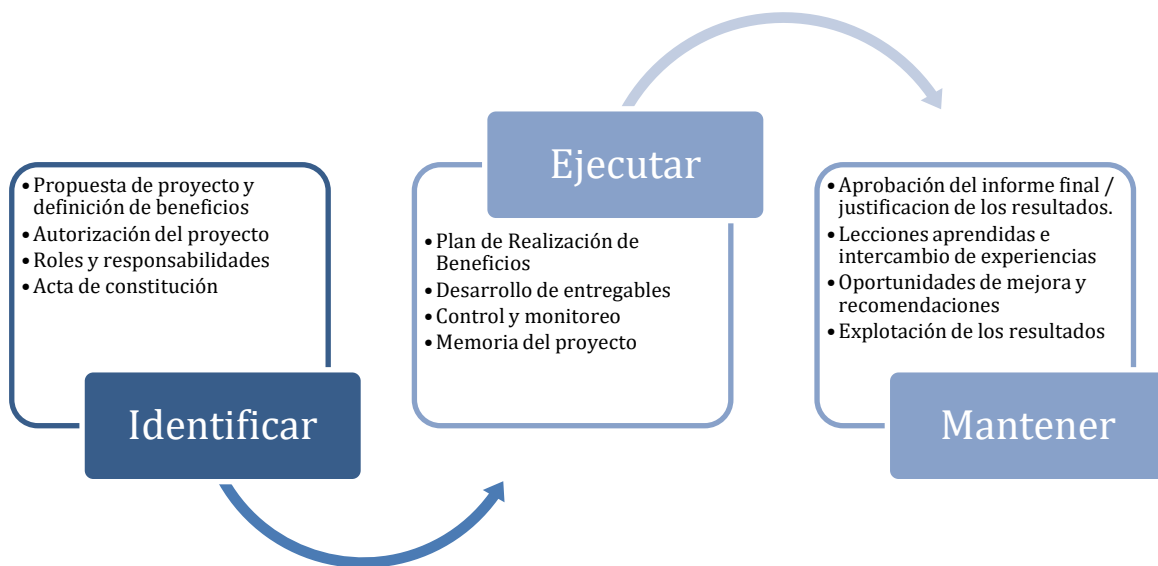 • Propuesta de proyecto y
definición de beneficios
• Autorización del proyecto
• Roles y responsabilidades
• Acta de constitución
Identificar
Ejecutar
• Plan de Realización de
Beneficios
• Desarrollo de entregables
• Control y monitoreo
• Memoria del proyecto
• Aprobación del informe final /
justificacion de los resultados.
• Lecciones aprendidas e
intercambio de experiencias
• Oportunidades de mejora y
recomendaciones
• Explotación de los resultados
Mantener